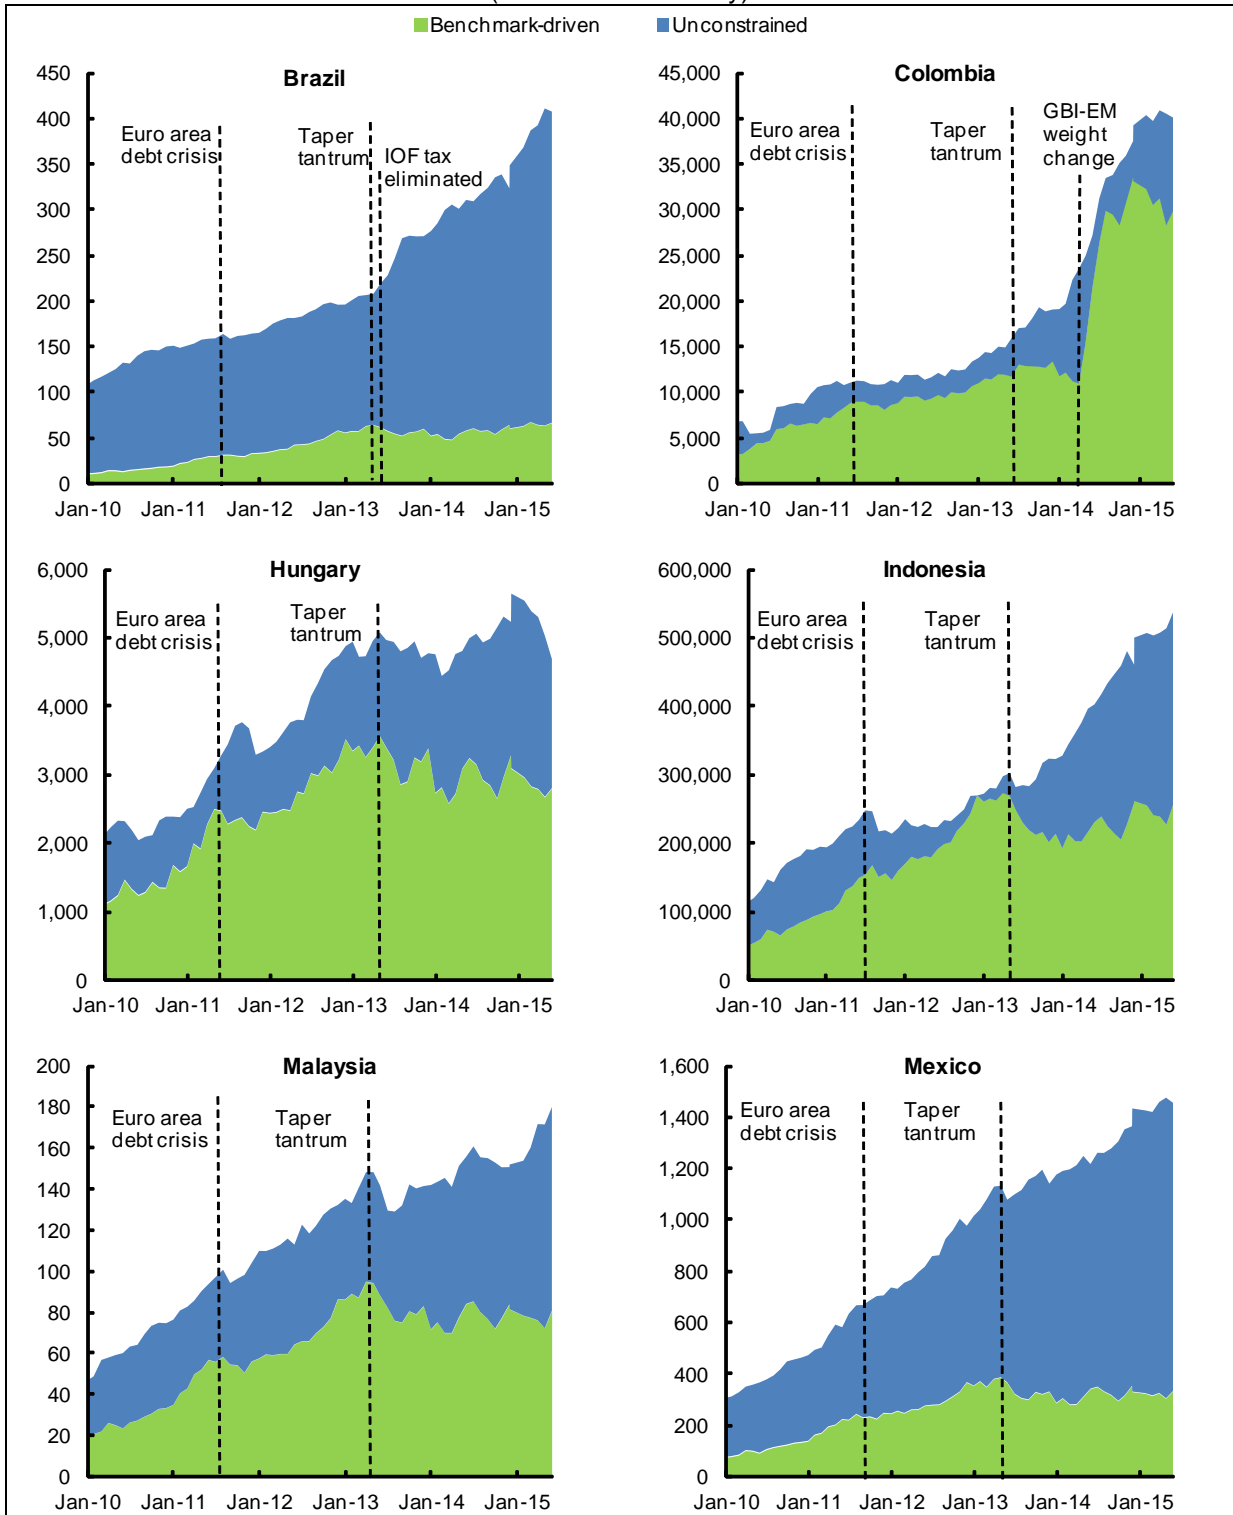 Benchmark-driven Unconstrained
Brazil
450
400
350
300
250
200
150
100
50
0
Euro area
debt crisis
Taper
tantrum
IOF tax
eliminated
Jan-10 Jan-11 Jan-12 Jan-13 Jan-14 Jan-15
Colombia
45,000
40,000
35,000
30,000
25,000
20,000
15,000
10,000
5,000
0
Euro area
debt crisis
Taper
tantrum
GBI-EM
weight
change
Jan-10 Jan-11 Jan-12 Jan-13 Jan-14 Jan-15
Hungary
6,000
5,000
4,000
3,000
2,000
1,000
0
Euro area
debt crisis
Taper
tantrum
Jan-10 Jan-11 Jan-12 Jan-13 Jan-14 Jan-15
Indonesia
600,000
500,000
400,000
300,000
200,000
100,000
0
Euro area
debt crisis
Taper
tantrum
Jan-10 Jan-11 Jan-12 Jan-13 Jan-14 Jan-15
Malaysia
200
180
160
140
120
100
80
60
40
20
0
Euro area
debt crisis
Taper
tantrum
Jan-10 Jan-11 Jan-12 Jan-13 Jan-14 Jan-15
Mexico
1,600
1,400
1,200
1,000
800
600
400
200
0
Euro area
debt crisis
Taper
tantrum
Jan-10 Jan-11 Jan-12 Jan-13 Jan-14 Jan-15